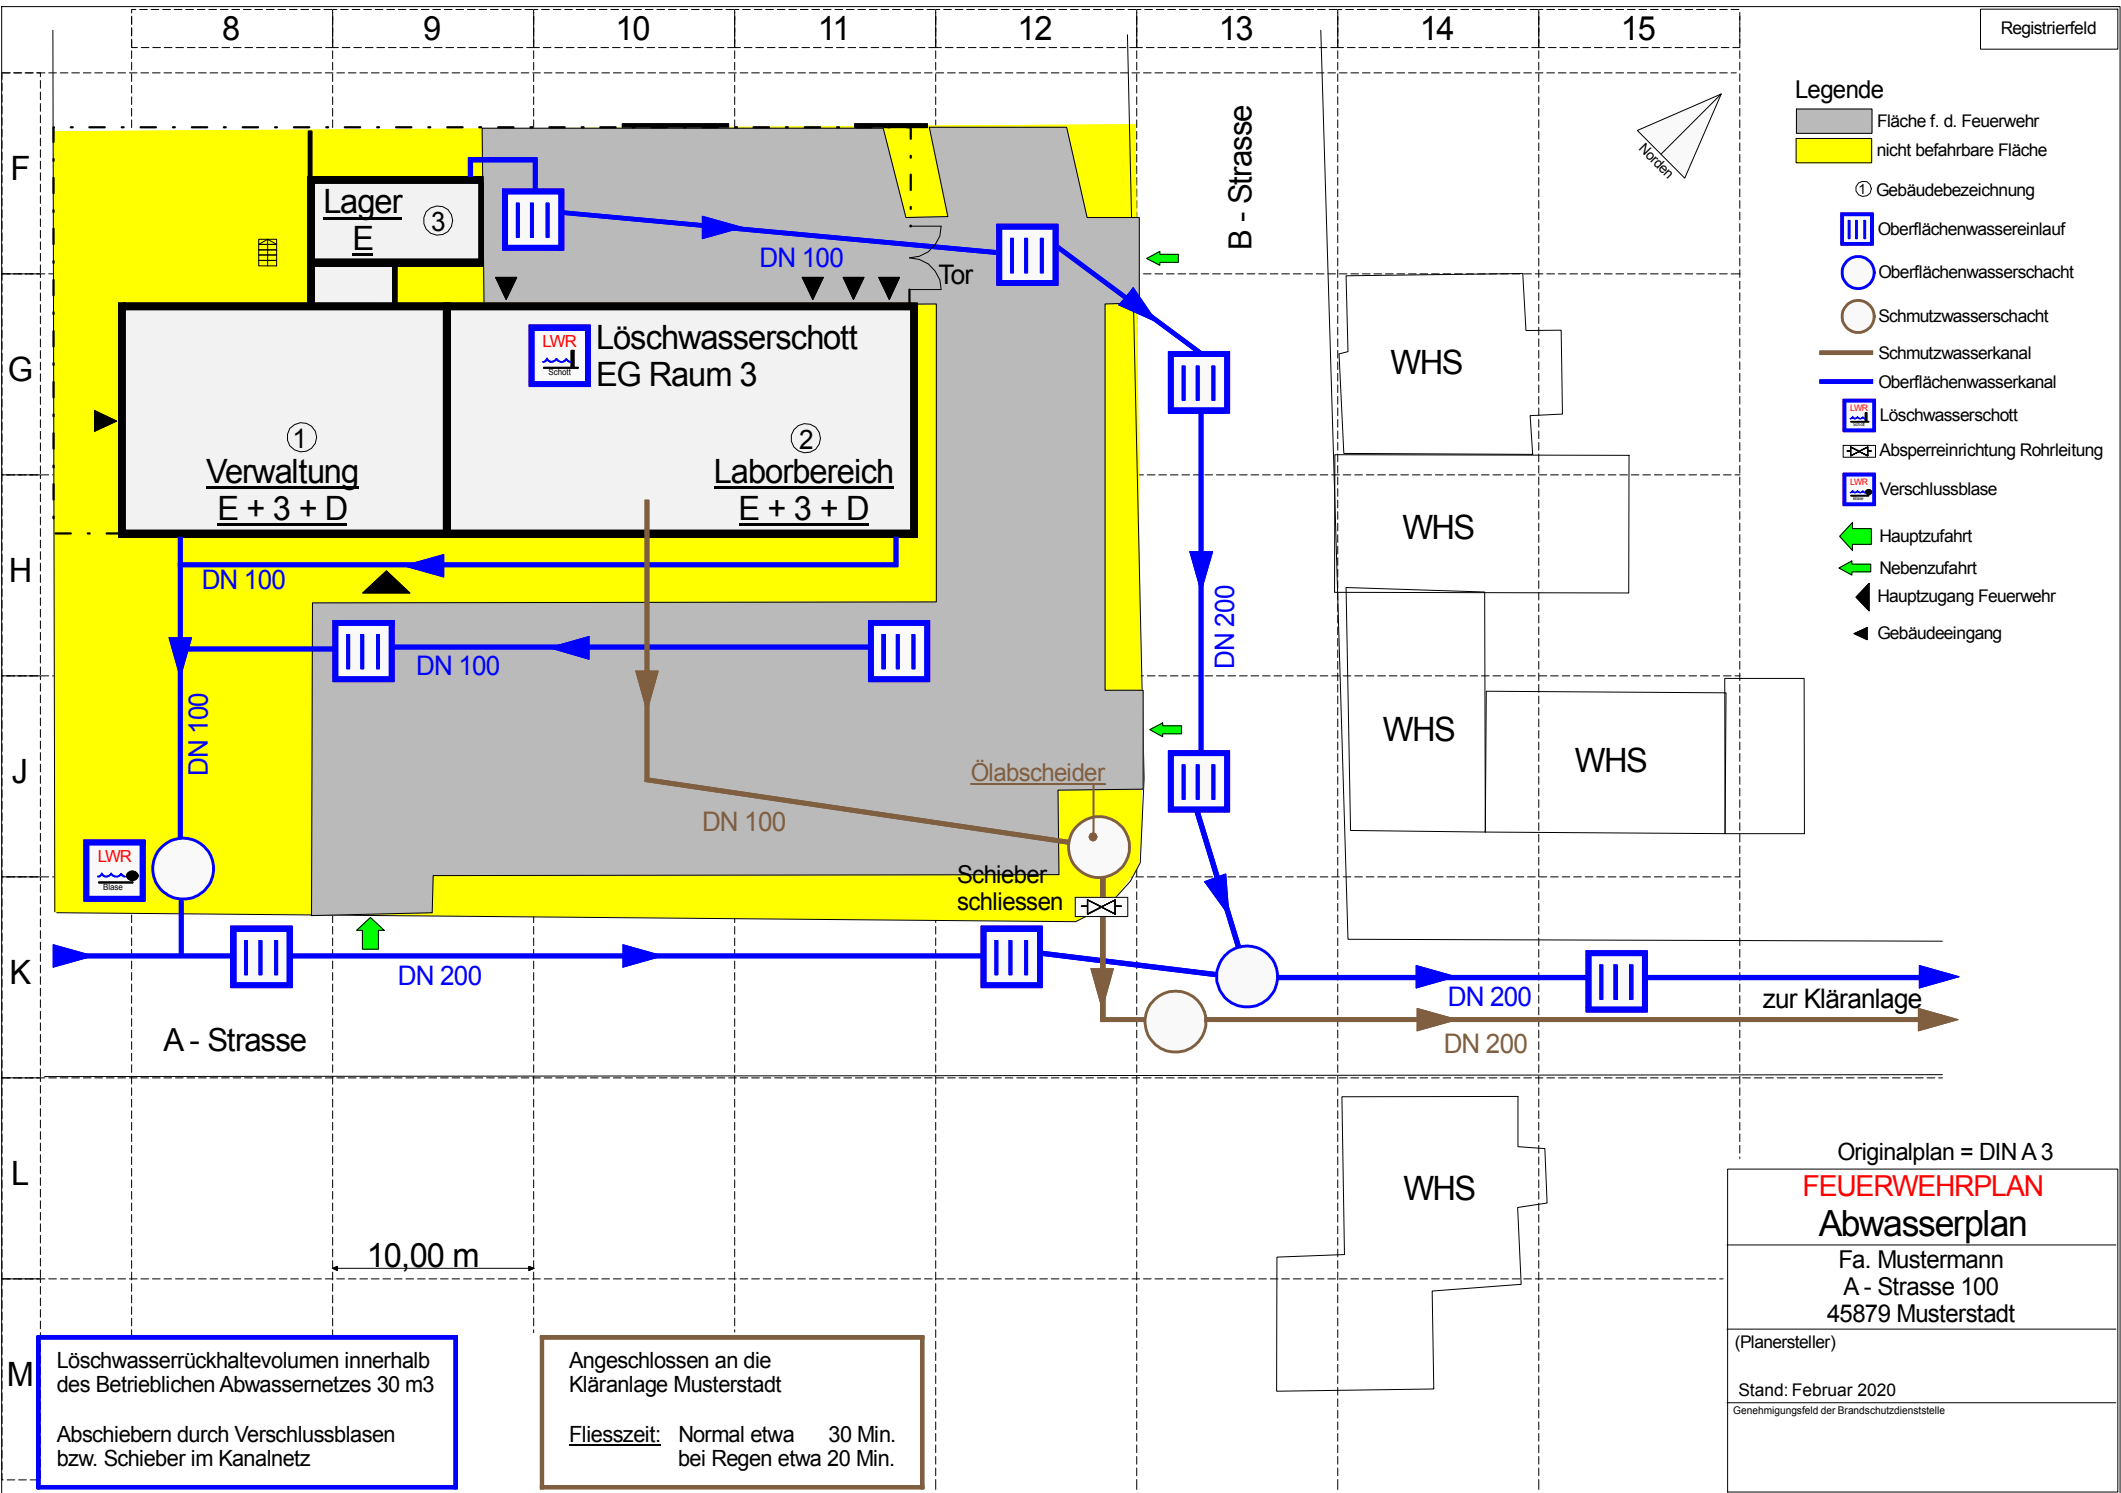 8 9 10 11 12 13 14 15
Registrierfeld
F
G
H
J
K
L
M
Lager
E
③
Tor
B - Strasse
DN 100
LWR
Schott
Löschwasserschott
EG Raum 3
①
Verwaltung
E + 3 + D
②
Laborbereich
E + 3 + D
DN 100
DN 100
DN 100
DN 200
Ölabscheider
DN 100
LWR
Blase
Schieber
schliessen
DN 200
DN 200
zur Kläranlage
DN 200
A - Strasse
WHS
WHS
WHS
WHS
WHS
10,00 m
Norden
Legende
Fläche f. d. Feuerwehr
nicht befahrbare Fläche
① Gebäudebezeichnung
Oberflächenwassereinlauf
Oberflächenwasserschacht
Schmutzwasserschacht
Schmutzwasserkanal
Oberflächenwasserkanal
LWR
Schott
Löschwasserschott
Absperreinrichtung Rohrleitung
LWR
Blase
Verschlussblase
Hauptzufahrt
Nebenzufahrt
Hauptzugang Feuerwehr
Gebäudeeingang
Löschwasserrückhaltevolumen innerhalb
des Betrieblichen Abwassernetzes 30 m3
Abschiebern durch Verschlussblasen
bzw. Schieber im Kanalnetz
Angeschlossen an die
Kläranlage Musterstadt
Fliesszeit: Normal etwa 30 Min.
bei Regen etwa 20 Min.
Originalplan = DIN A 3
FEUERWEHRPLAN
Abwasserplan
Fa. Mustermann
A - Strasse 100
45879 Musterstadt
(Planersteller)
Stand: Februar 2020
Genehmigungsfeld der Brandschutzdienststelle